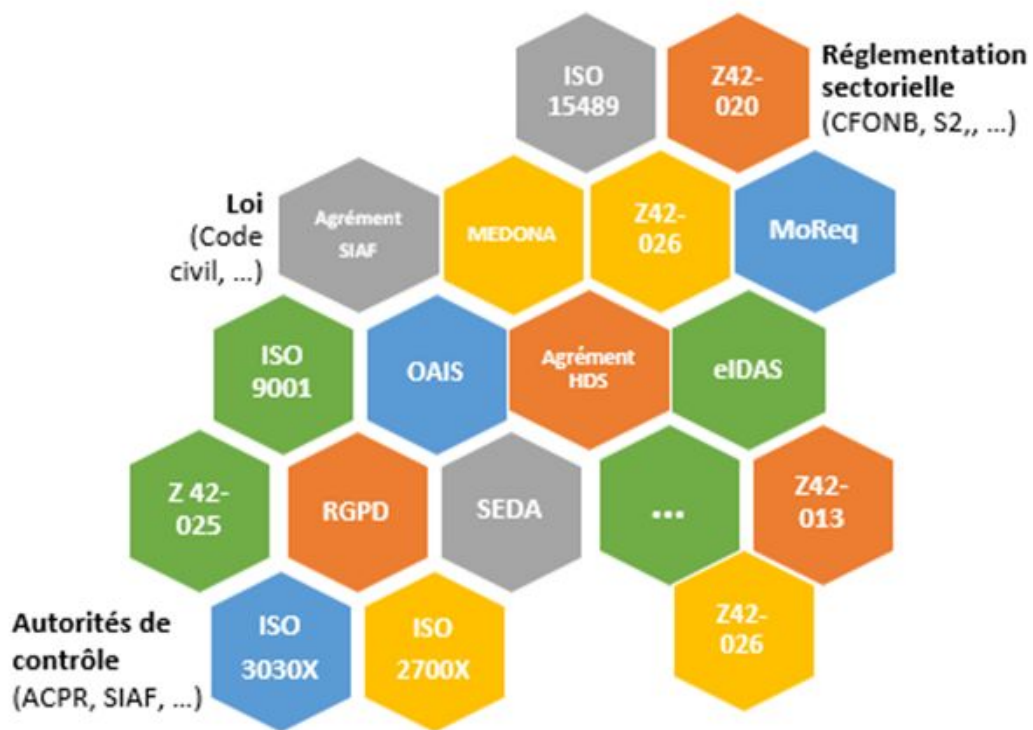 ISO
15489
Z42-
020
Réglementation
sectorielle
(CFONB, S2,, ...)
Loi
(Code
civil, ...)
Agrément
SIAF
MEDONA
Z42-
026
MoReq
ISO
9001
OAIS
Agrément
HDS
eIDAS
Z 42-
025
RGPD
SEDA
...
Z42-
013
Autorités de
contrôle
(ACPR, SIAF, ...)
ISO
3030X
ISO
2700X
Z42-
026